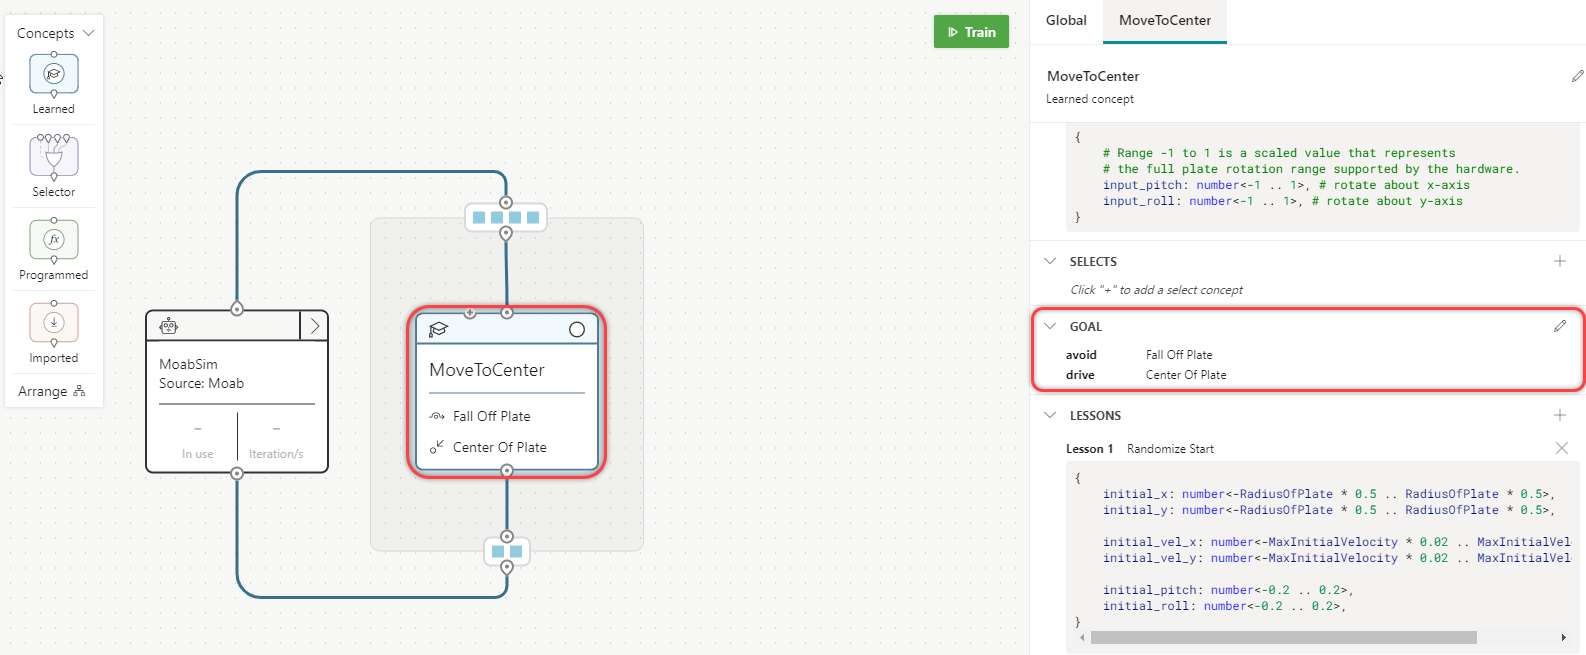 Concepts
Learned
Selector
fx
Programmed
Imported
Arrange
Train
MoabSim
Source: Moab
–
In use
–
Iteration/s
MoveToCenter
Fall Off Plate
Center Of Plate
Global
MoveToCenter
MoveToCenter
Learned concept
{
# Range -1 to 1 is a scaled value that represents
# the full plate rotation range supported by the hardware.
input_pitch: number<-1 .. 1>, # rotate about x-axis
input_roll: number<-1 .. 1>, # rotate about y-axis
}
SELECTS
Click "+" to add a select concept
GOAL
avoid Fall Off Plate
drive Center Of Plate
LESSONS
Lesson 1 Randomize Start
{
initial_x: number<-RadiusOfPlate * 0.5 .. RadiusOfPlate * 0.5>,
initial_y: number<-RadiusOfPlate * 0.5 .. RadiusOfPlate * 0.5>,
initial_vel_x: number<-MaxInitialVelocity * 0.02 .. MaxInitialVel
initial_vel_y: number<-MaxInitialVelocity * 0.02 .. MaxInitialVel
initial_pitch: number<-0.2 .. 0.2>,
initial_roll: number<-0.2 .. 0.2>,
}